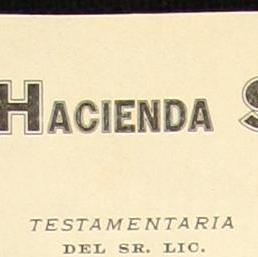 HACIENDA S
TESTAMENTARIA
DEL SR. LIC.